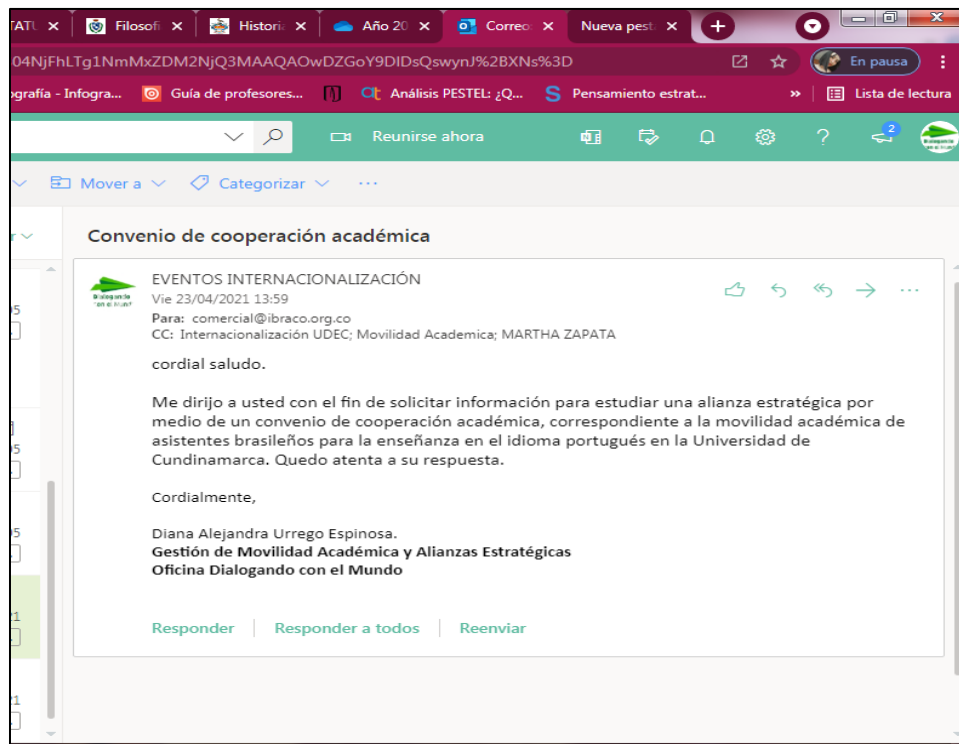 TATU
Filosofí
Historia
Año 20
Correo:
Nueva pest
04NjFhLTg1NmMxZDM2NjQ3MAAQAOwDZGoY9DIDsQswynJ%2BXNs%3D
En pausa
ografía - Infogra...
Guía de profesores...
Análisis PESTEL: ¿Q...
Pensamiento estrat...
»
Lista de lectura
Reunirse ahora
2
Mover a
Categorizar
...
Convenio de cooperación académica
EVENTOS INTERNACIONALIZACIÓN
Vie 23/04/2021 13:59
Para: comercial@ibraco.org.co
CC: Internacionalización UDEC; Movilidad Academica; MARTHA ZAPATA
cordial saludo.
Me dirijo a usted con el fin de solicitar información para estudiar una alianza estratégica por
medio de un convenio de cooperación académica, correspondiente a la movilidad académica de
asistentes brasileños para la enseñanza en el idioma portugués en la Universidad de
Cundinamarca. Quedo atenta a su respuesta.
Cordialmente,
Diana Alejandra Urrego Espinosa.
Gestión de Movilidad Académica y Alianzas Estratégicas
Oficina Dialogando con el Mundo
Responder
Responder a todos
Reenviar